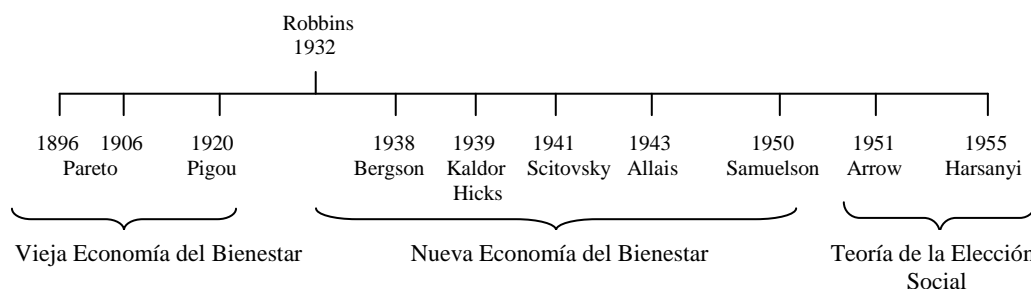 Robbins
1932
1896 1906 1920 1938 1939 1941 1943 1950 1951 1955
Pareto Pigou Bergson Kaldor Scitovsky Allais Samuelson Arrow Harsanyi
Hicks
Vieja Economía del Bienestar Nueva Economía del Bienestar Teoría de la Elección
Social